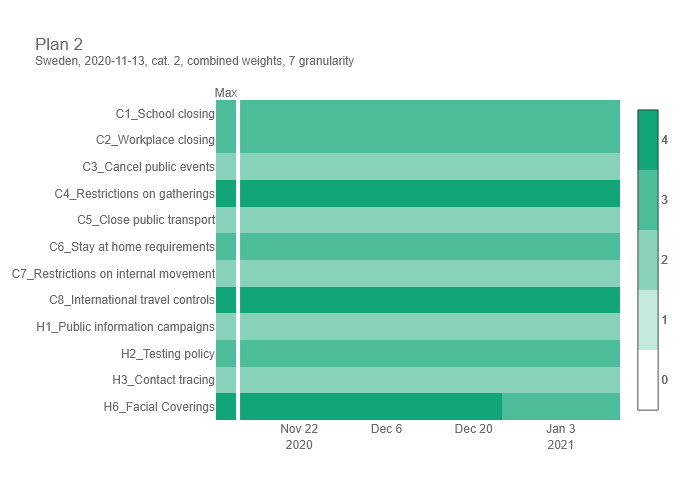 Plan 2
Sweden, 2020-11-13, cat. 2, combined weights, 7 granularity
Max
C1_School closing
C2_Workplace closing
C3_Cancel public events
C4_Restrictions on gatherings
C5_Close public transport
C6_Stay at home requirements
C7_Restrictions on internal movement
C8_International travel controls
H1_Public information campaigns
H2_Testing policy
H3_Contact tracing
H6_Facial Coverings
Nov 22 Dec 6 Dec 20 Jan 3
2020 2021
4
3
2
1
0